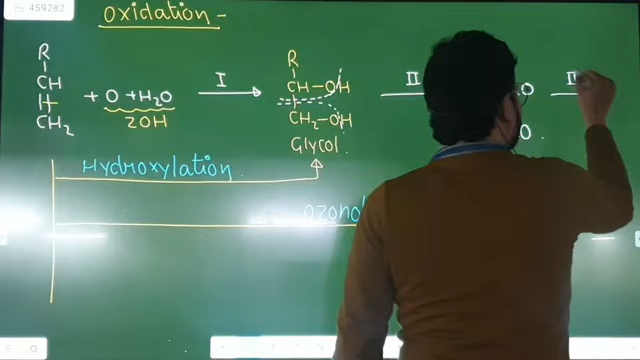 459282
Oxidation -
R
CH
CH2
+ O + H2O
2OH
I
R
CH - OH
CH2 - OH
Glycol.
II
O
O.
Hydroxylation.